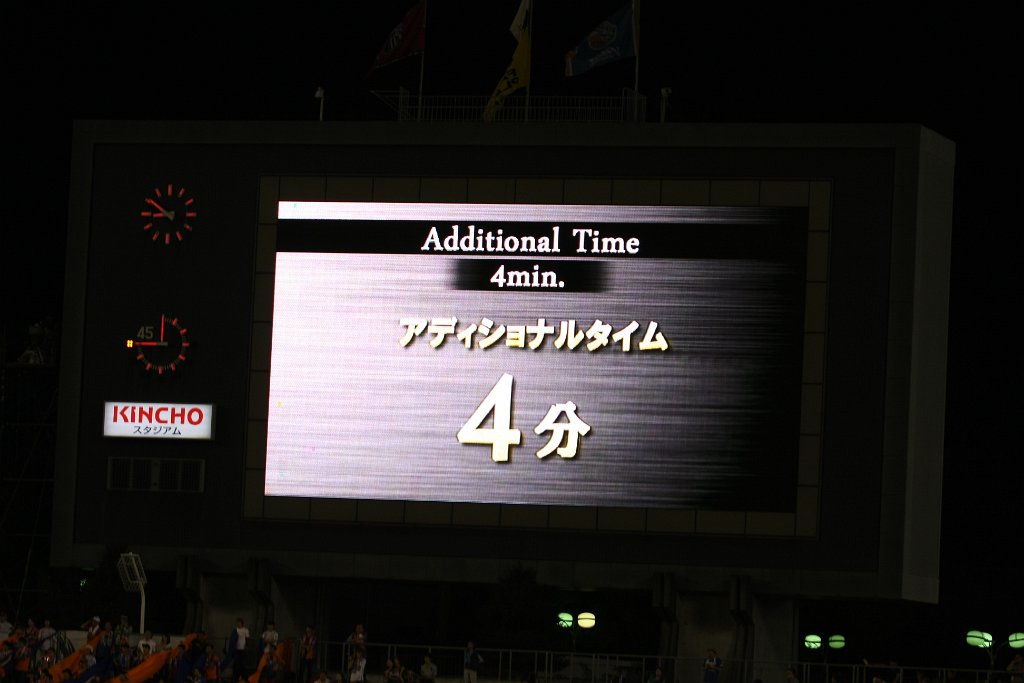 Additional Time
4min.
アディショナルタイム
4分
45
KiNCHO
スタジアム